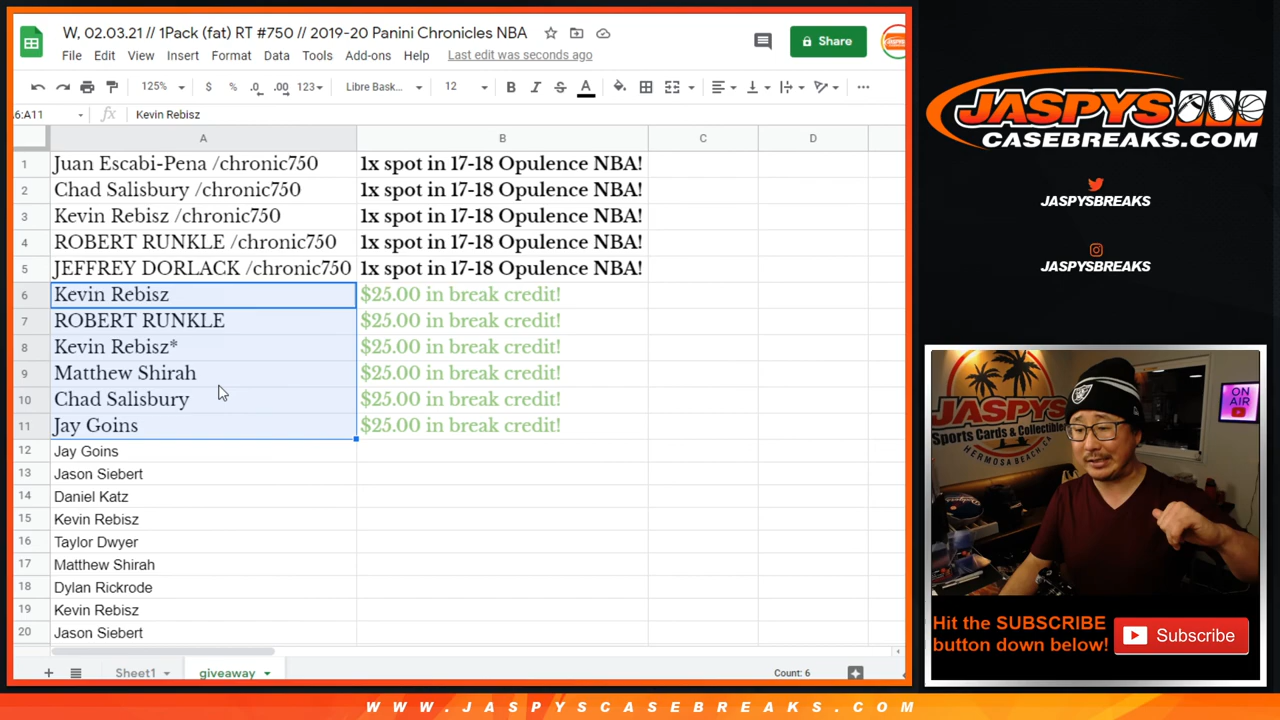 W, 02.03.21 // 1Pack (fat) RT #750 // 2019-20 Panini Chronicles NBA
Share
File Edit View Insert Format Data Tools Add-ons Help Last edit was seconds ago
125% $ % .0 .00 123 Libre Bask... 12 B I S A
:A11 fx Kevin Rebisz
A B C D
1 Juan Escabi-Pena /chronic750 1x spot in 17-18 Opulence NBA!
2 Chad Salisbury /chronic750 1x spot in 17-18 Opulence NBA!
3 Kevin Rebisz /chronic750 1x spot in 17-18 Opulence NBA!
4 ROBERT RUNKLE /chronic750 1x spot in 17-18 Opulence NBA!
5 JEFFREY DORLACK /chronic750 1x spot in 17-18 Opulence NBA!
6 Kevin Rebisz $25.00 in break credit!
7 ROBERT RUNKLE $25.00 in break credit!
8 Kevin Rebisz* $25.00 in break credit!
9 Matthew Shirah $25.00 in break credit!
10 Chad Salisbury $25.00 in break credit!
11 Jay Goins $25.00 in break credit!
12 Jay Goins
13 Jason Siebert
14 Daniel Katz
15 Kevin Rebisz
16 Taylor Dwyer
17 Matthew Shirah
18 Dylan Rickrode
19 Kevin Rebisz
20 Jason Siebert
Sheet1 giveaway Count: 6
JASPYS
CASEBREAKS.COM
JASPYSBREAKS
JASPYSBREAKS
JASPYS
Sports Cards & Collectibles
HERMOSA BEACH, CA
ON
AIR
Hit the SUBSCRIBE
button down below!
Subscribe
WWW.JASPYSCASEBREAKS.COM